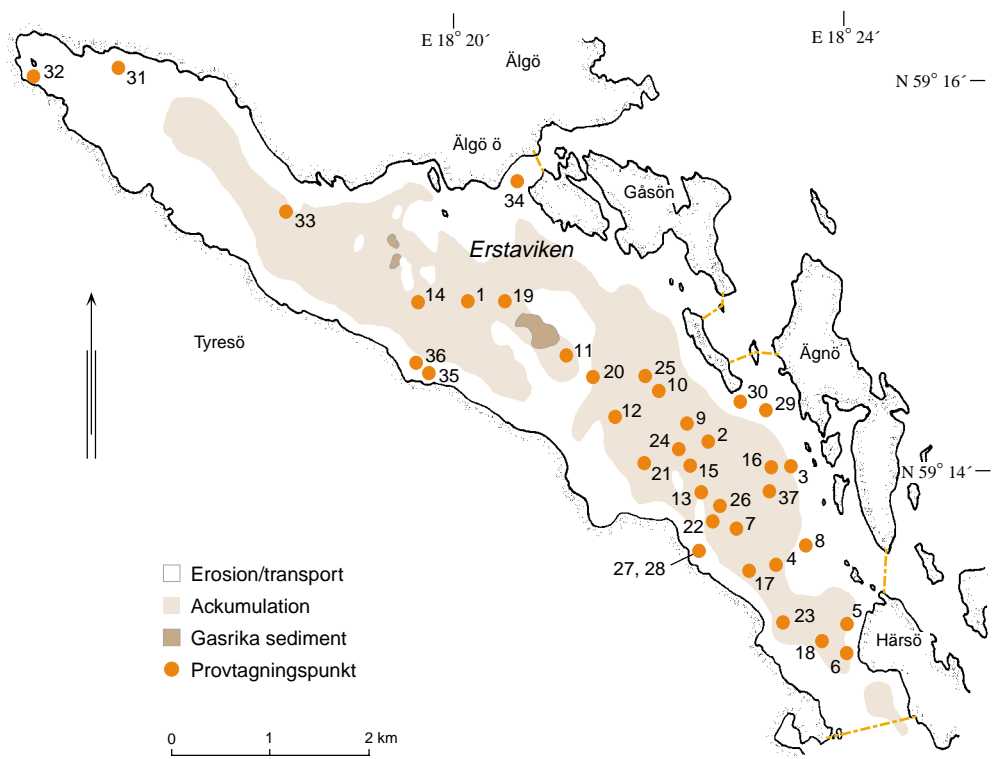 E 18° 20´
E 18° 24´
Älgö
N 59° 16´
32
31
Älgö ö
34
Gåsön
33
Erstaviken
14
1
19
Tyresö
11
Ägnö
36
35
20
25
10
30
29
12
9
2
24
21
15
16
3
N 59° 14´
13
26
37
22
7
8
27, 28
4
17
Erosion/transport
Ackumulation
23
5
Gasrika sediment
18
6
Härsö
Provtagningspunkt
0
1
2 km